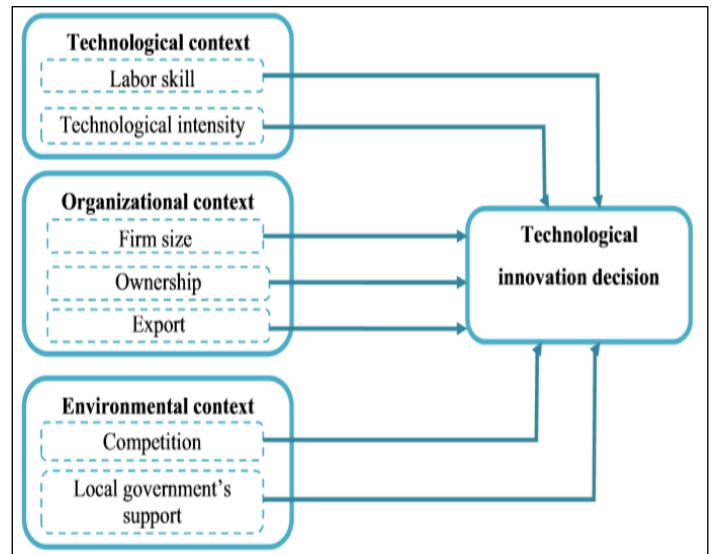 Technological context
Labor skill
Technological intensity
Organizational context
Firm size
Ownership
Export
Environmental context
Competition
Local government's
support
Technological
innovation decision